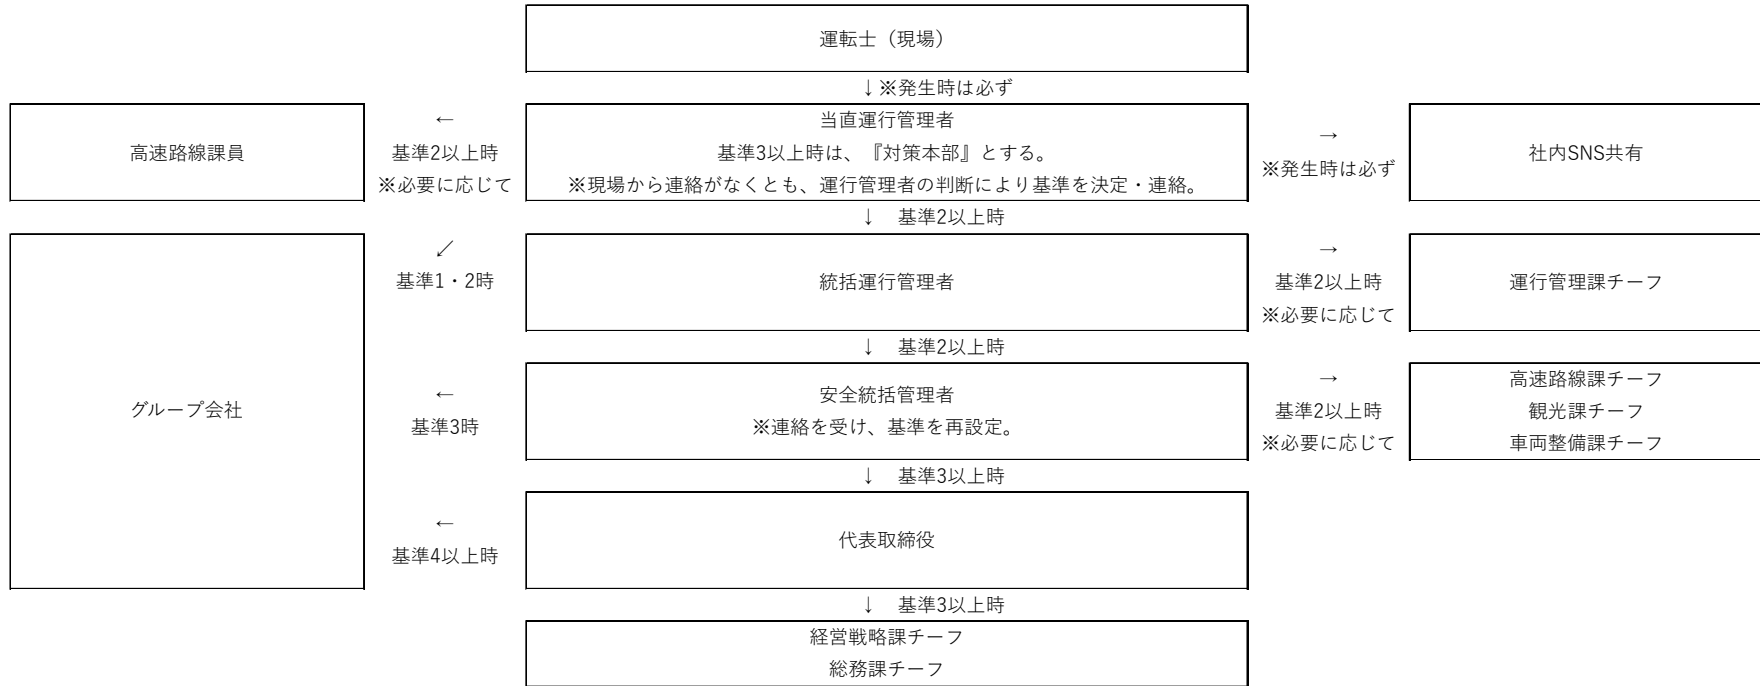 運転士（現場）
↓※発生時は必ず
高速路線課員
←
基準2以上時
※必要に応じて
当直運行管理者
基準3以上時は、『対策本部』とする。
※現場から連絡がなくとも、運行管理者の判断により基準を決定・連絡。
→
※発生時は必ず
社内SNS共有
↓　基準2以上時
グループ会社
↙
基準1・2時
統括運行管理者
→
基準2以上時
※必要に応じて
運行管理課チーフ
↓　基準2以上時
←
基準3時
安全統括管理者
※連絡を受け、基準を再設定。
→
基準2以上時
※必要に応じて
高速路線課チーフ
観光課チーフ
車両整備課チーフ
↓　基準3以上時
←
基準4以上時
代表取締役
↓　基準3以上時
経営戦略課チーフ
総務課チーフ